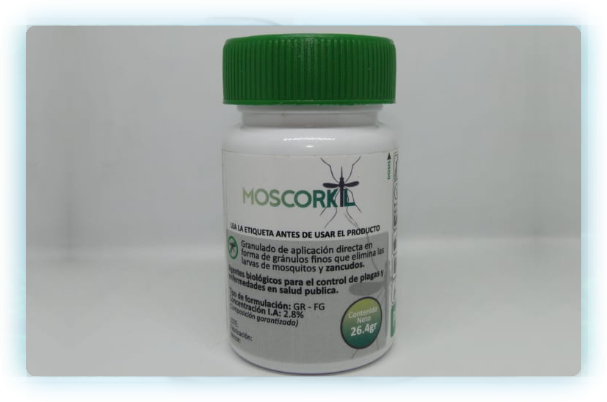 MOSCORKIL
LEA LA ETIQUETA ANTES DE USAR EL PRODUCTO
Granulado de aplicación directa en
forma de gránulos finos que elimina las
larvas de mosquitos y zancudos.
Agentes biológicos para el control de plagas y
enfermedades en salud publica.
Tipo de formulación: GR - FG
Concentración I.A: 2.8%
(composición garantizada)
Contenido
Neto
26.4gr